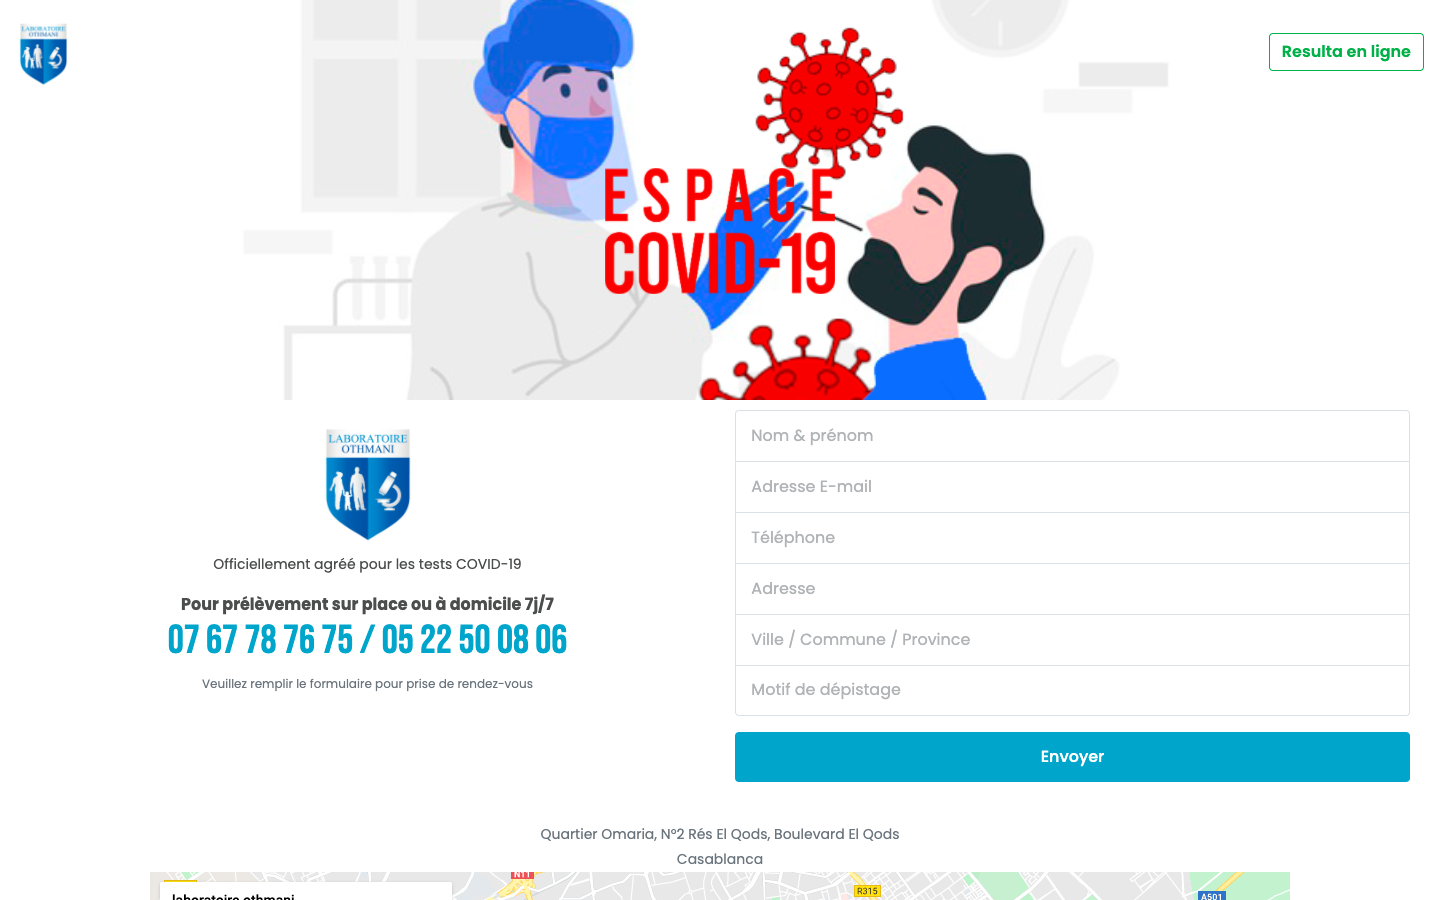 LABORATOIRE
OTHMANI
Resulta en ligne
ESPACE
COVID-19
LABORATOIRE
OTHMANI
Officiellement agréé pour les tests COVID-19
Pour prélèvement sur place ou à domicile 7j/7
07 67 78 76 75 / 05 22 50 08 06
Veuillez remplir le formulaire pour prise de rendez-vous
Nom & prénom
Adresse E-mail
Téléphone
Adresse
Ville / Commune / Province
Motif de dépistage
Envoyer
Quartier Omaria, N°2 Rés El Qods, Boulevard El Qods
Casablanca
N11
R315
laboratoire othmani
A501